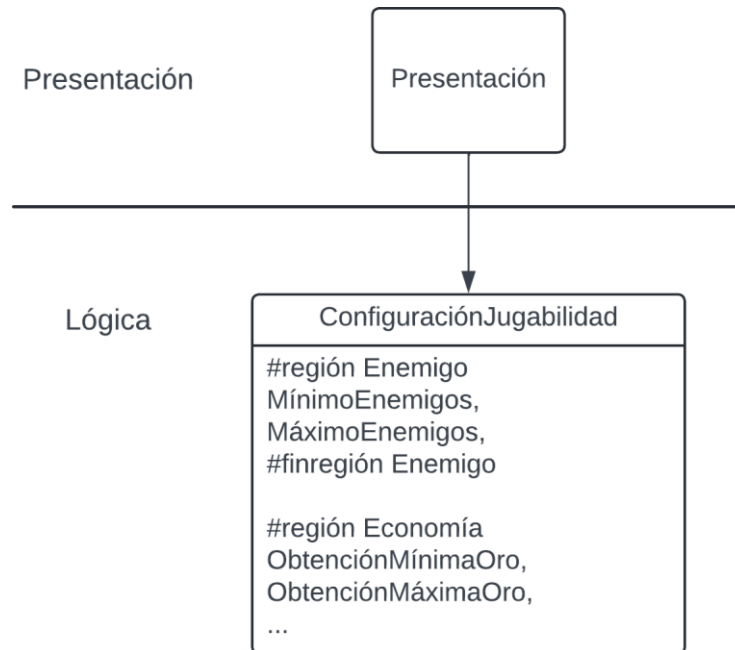 Presentación
Presentación
Lógica
ConfiguraciónJugabilidad
#región Enemigo
MínimoEnemigos,
MáximoEnemigos,
#finregión Enemigo
#región Economía
ObtenciónMínimaOro,
ObtenciónMáximaOro,
...